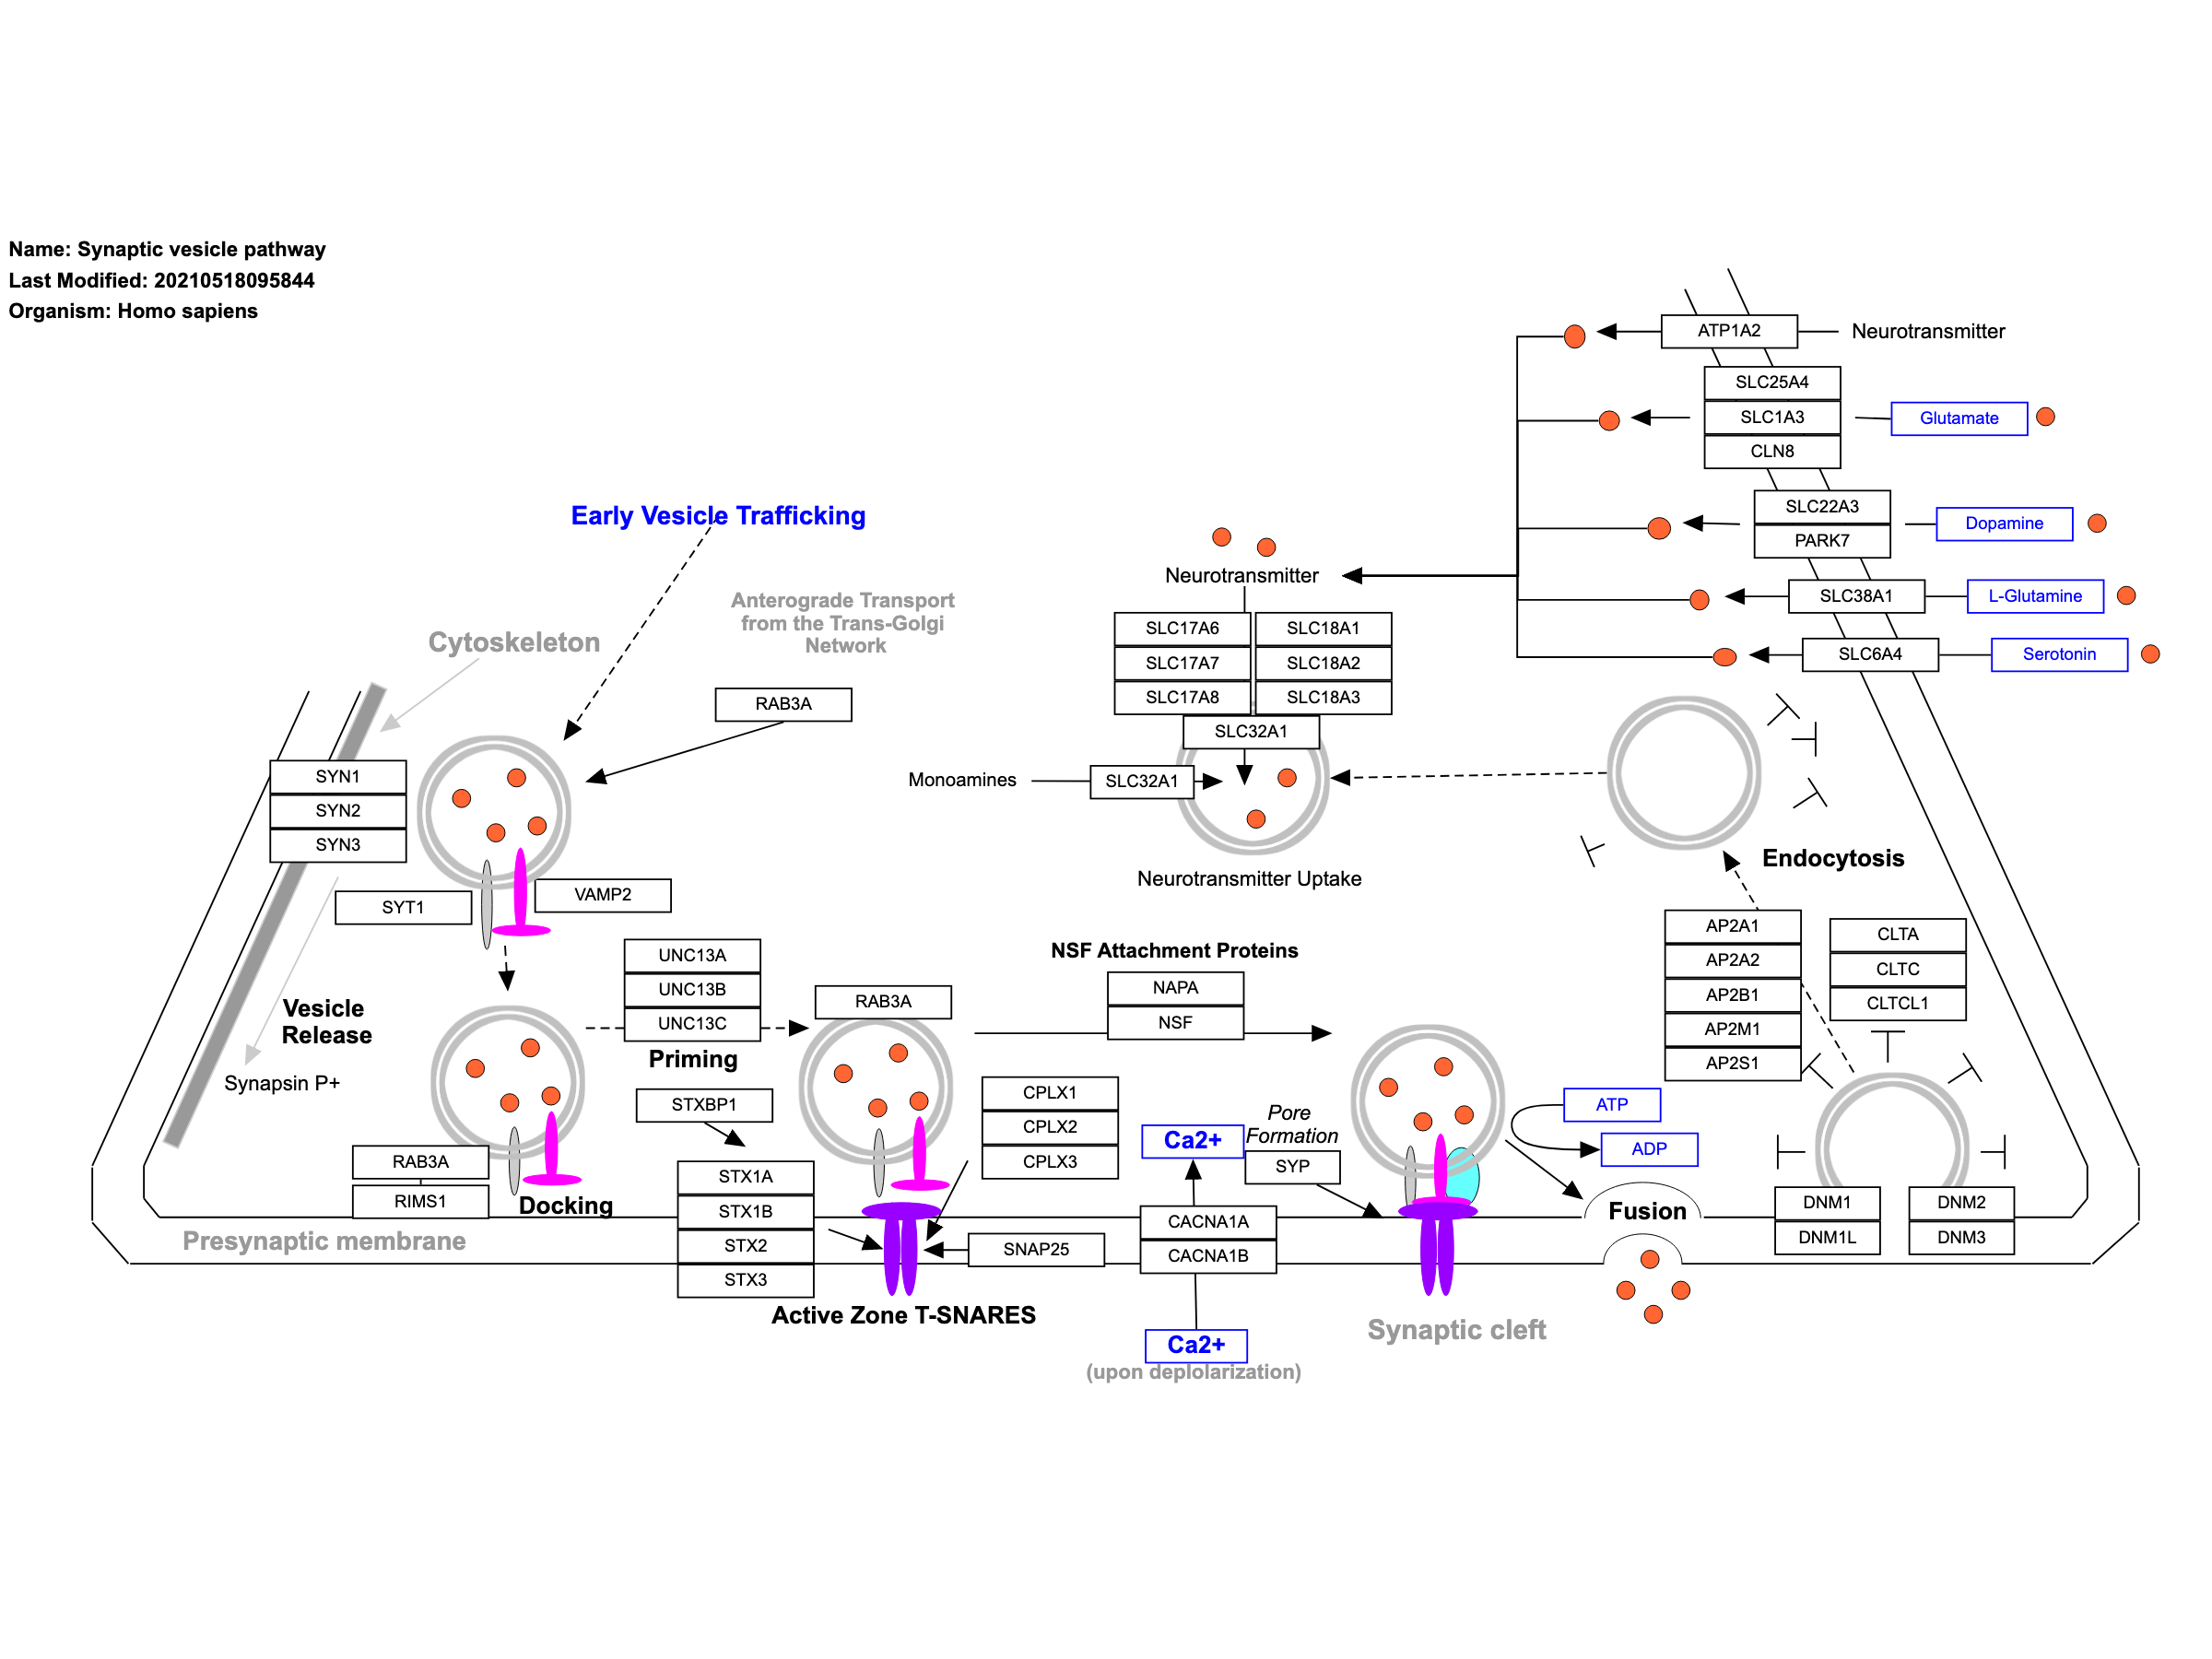 Name: Synaptic vesicle pathway
Last Modified: 20210518095844
Organism: Homo sapiens
ATP1A2
Neurotransmitter
SLC25A4
SLC1A3
CLN8
Glutamate
SLC22A3
PARK7
Dopamine
SLC38A1
L-Glutamine
SLC6A4
Serotonin
Early Vesicle Trafficking
Anterograde Transport
from the Trans-Golgi
Network
Cytoskeleton
RAB3A
Neurotransmitter
SLC17A6
SLC18A1
SLC17A7
SLC18A2
SLC17A8
SLC18A3
SLC32A1
Monoamines
SLC32A1
Neurotransmitter Uptake
SYN1
SYN2
SYN3
SYT1
VAMP2
Endocytosis
AP2A1
AP2A2
AP2B1
AP2M1
AP2S1
CLTA
CLTC
CLTCL1
Vesicle
Release
Synapsin P+
UNC13A
UNC13B
UNC13C
Priming
RAB3A
NSF Attachment Proteins
NAPA
NSF
STXBP1
CPLX1
CPLX2
CPLX3
Ca2+
Pore
Formation
SYP
ATP
ADP
RAB3A
RIMS1
Docking
STX1A
STX1B
STX2
STX3
SNAP25
CACNA1A
CACNA1B
Fusion
DNM1
DNM1L
DNM2
DNM3
Presynaptic membrane
Active Zone T-SNARES
Ca2+
(upon deplolarization)
Synaptic cleft